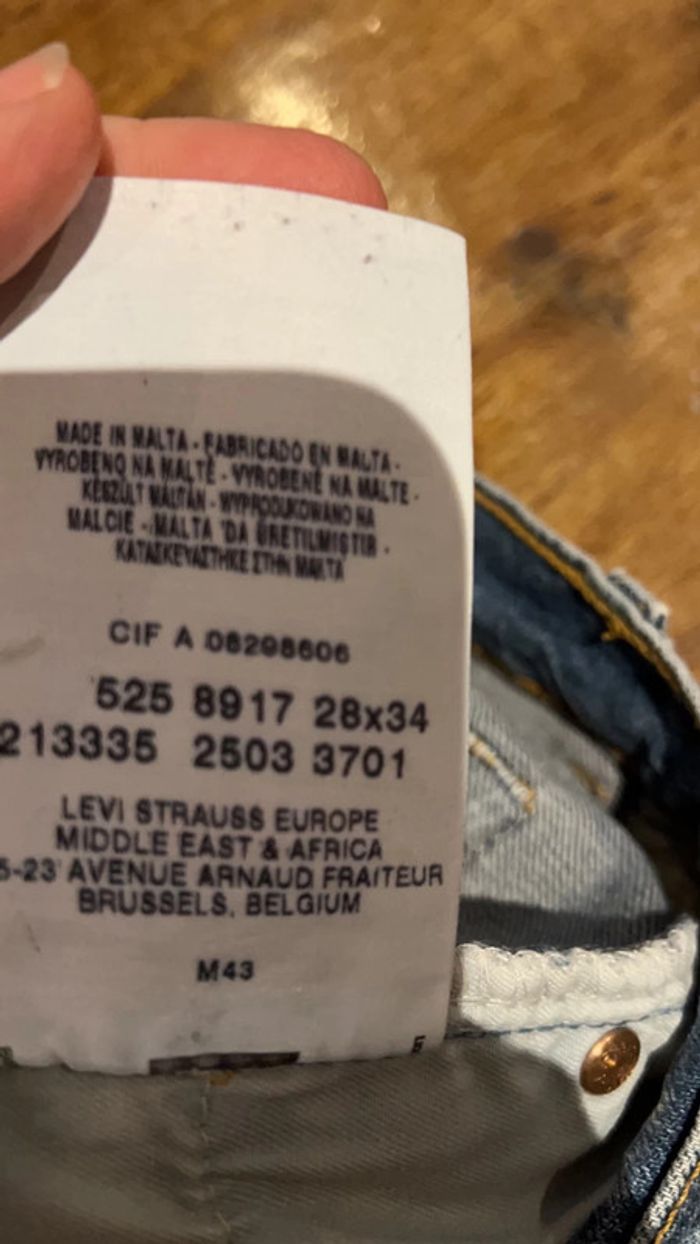 MADE IN MALTA - FABRICADO EN MALTA -
VYROBENO NA MALTĚ - VYROBENÉ NA MALTE -
KÉSZÜLT MÁLTÁN - WYPRODUKOWANO NA
MALCIE - MALTA 'DA ÜRETILMIŞTIR -
ΚΑΤΑΣΚΕΥΑΣΤΗΚΕ ΣΤΗΝ ΜΑΛΤΑ
CIF A 08298606
525 8917 28x34
213335 2503 3701
LEVI STRAUSS EUROPE
MIDDLE EAST & AFRICA
5-23 AVENUE ARNAUD FRAITEUR
BRUSSELS, BELGIUM
M43